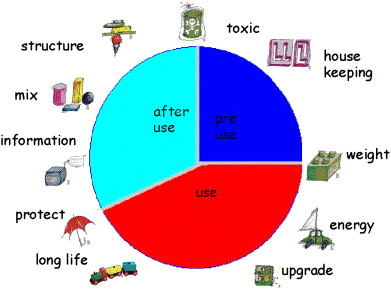 toxic
structure
house
keeping
mix
after
use
pre
use
information
weight
use
protect
energy
long life
upgrade